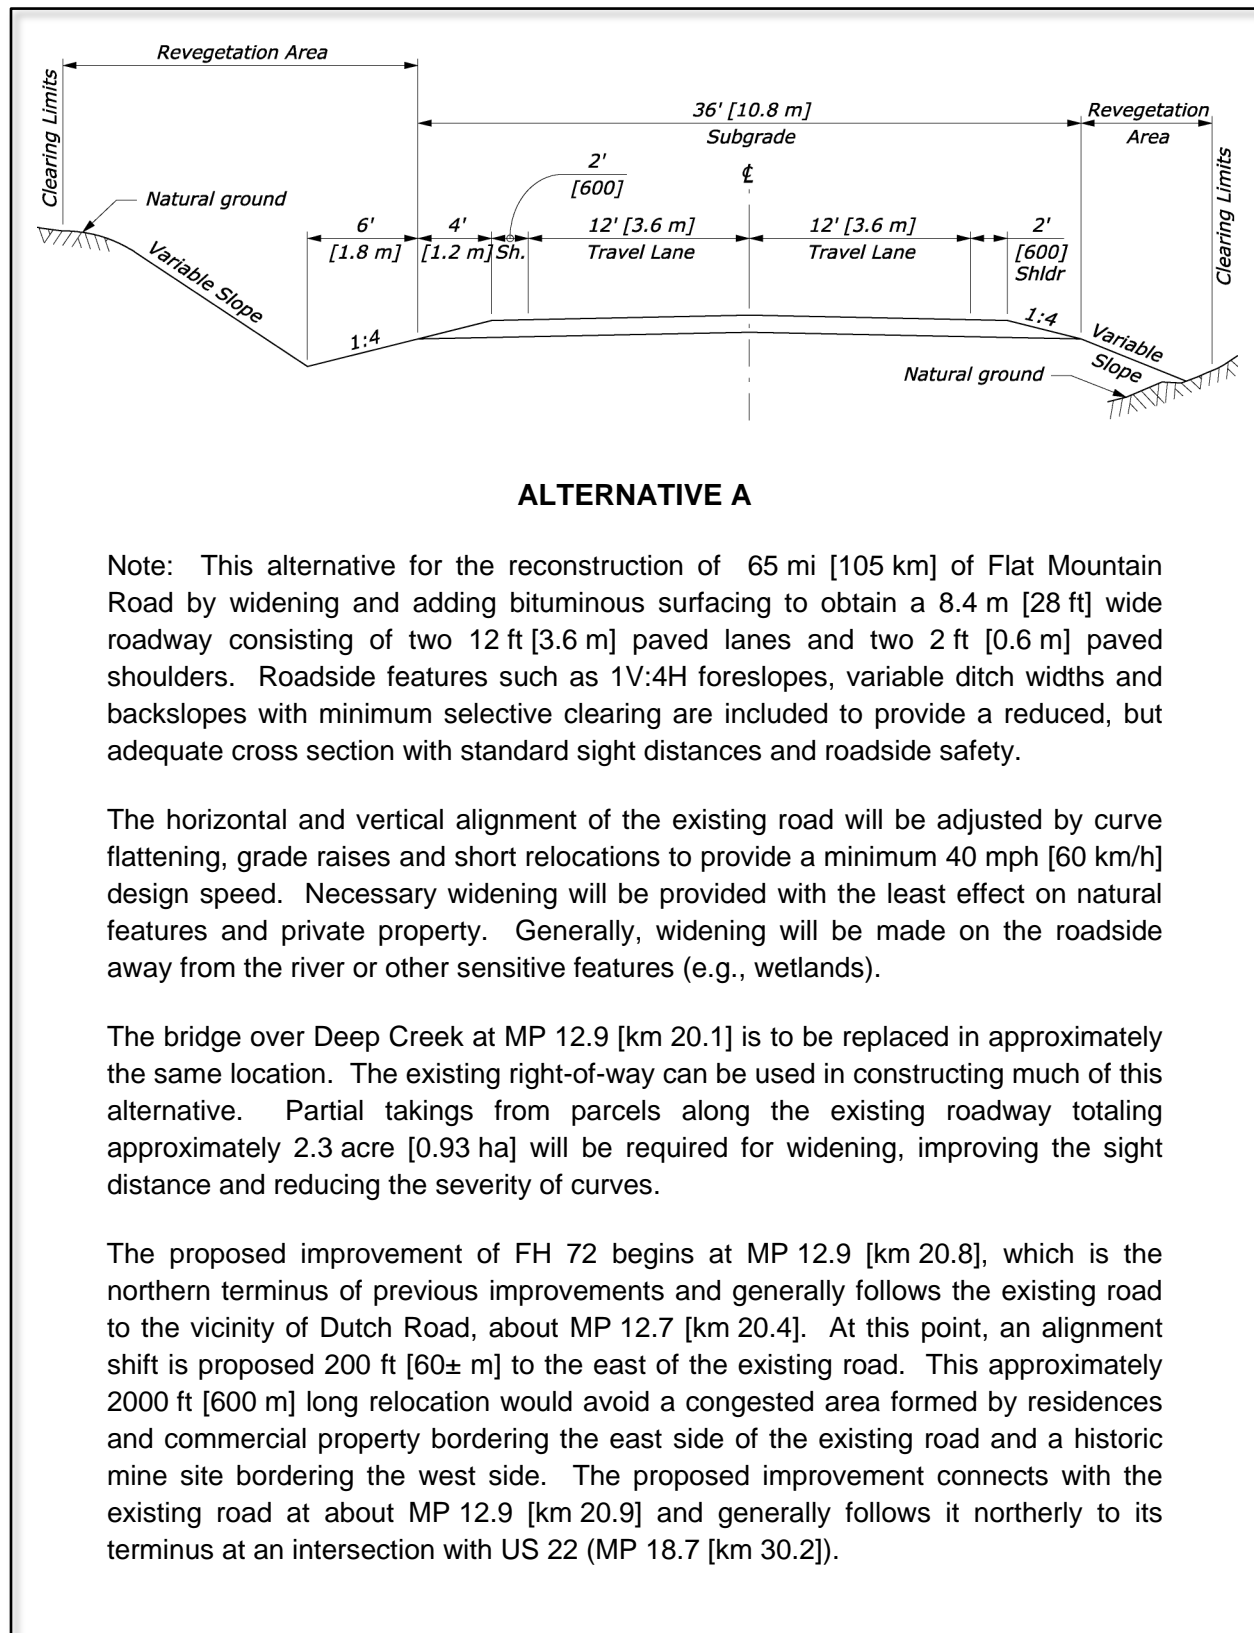 Revegetation Area
Clearing Limits
36' [10.8 m]
Subgrade
Revegetation
Area
Clearing Limits
2'
[600]
℄
Natural ground
6'
[1.8 m]
4'
[1.2 m]
Sh.
12' [3.6 m]
Travel Lane
12' [3.6 m]
Travel Lane
2'
[600]
Shldr
Variable Slope
1:4
1:4
Variable
Slope
Natural ground
ALTERNATIVE A
Note: This alternative for the reconstruction of 65 mi [105 km] of Flat Mountain
Road by widening and adding bituminous surfacing to obtain a 8.4 m [28 ft] wide
roadway consisting of two 12 ft [3.6 m] paved lanes and two 2 ft [0.6 m] paved
shoulders. Roadside features such as 1V:4H foreslopes, variable ditch widths and
backslopes with minimum selective clearing are included to provide a reduced, but
adequate cross section with standard sight distances and roadside safety.
The horizontal and vertical alignment of the existing road will be adjusted by curve
flattening, grade raises and short relocations to provide a minimum 40 mph [60 km/h]
design speed. Necessary widening will be provided with the least effect on natural
features and private property. Generally, widening will be made on the roadside
away from the river or other sensitive features (e.g., wetlands).
The bridge over Deep Creek at MP 12.9 [km 20.1] is to be replaced in approximately
the same location. The existing right-of-way can be used in constructing much of this
alternative. Partial takings from parcels along the existing roadway totaling
approximately 2.3 acre [0.93 ha] will be required for widening, improving the sight
distance and reducing the severity of curves.
The proposed improvement of FH 72 begins at MP 12.9 [km 20.8], which is the
northern terminus of previous improvements and generally follows the existing road
to the vicinity of Dutch Road, about MP 12.7 [km 20.4]. At this point, an alignment
shift is proposed 200 ft [60± m] to the east of the existing road. This approximately
2000 ft [600 m] long relocation would avoid a congested area formed by residences
and commercial property bordering the east side of the existing road and a historic
mine site bordering the west side. The proposed improvement connects with the
existing road at about MP 12.9 [km 20.9] and generally follows it northerly to its
terminus at an intersection with US 22 (MP 18.7 [km 30.2]).